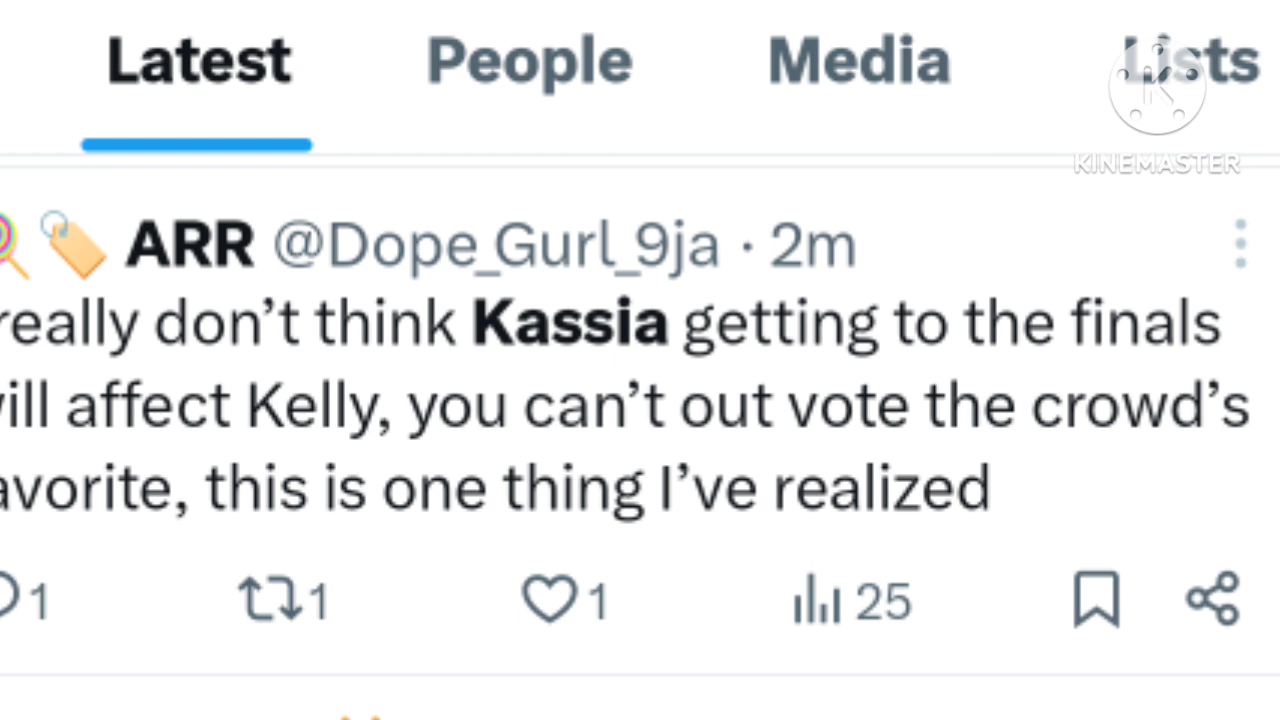 Latest People Media Lists
KINEMASTER
ARR @Dope_Gurl_9ja · 2m
really don’t think Kassia getting to the finals
will affect Kelly, you can’t out vote the crowd’s
favorite, this is one thing I’ve realized
1 1 1 25